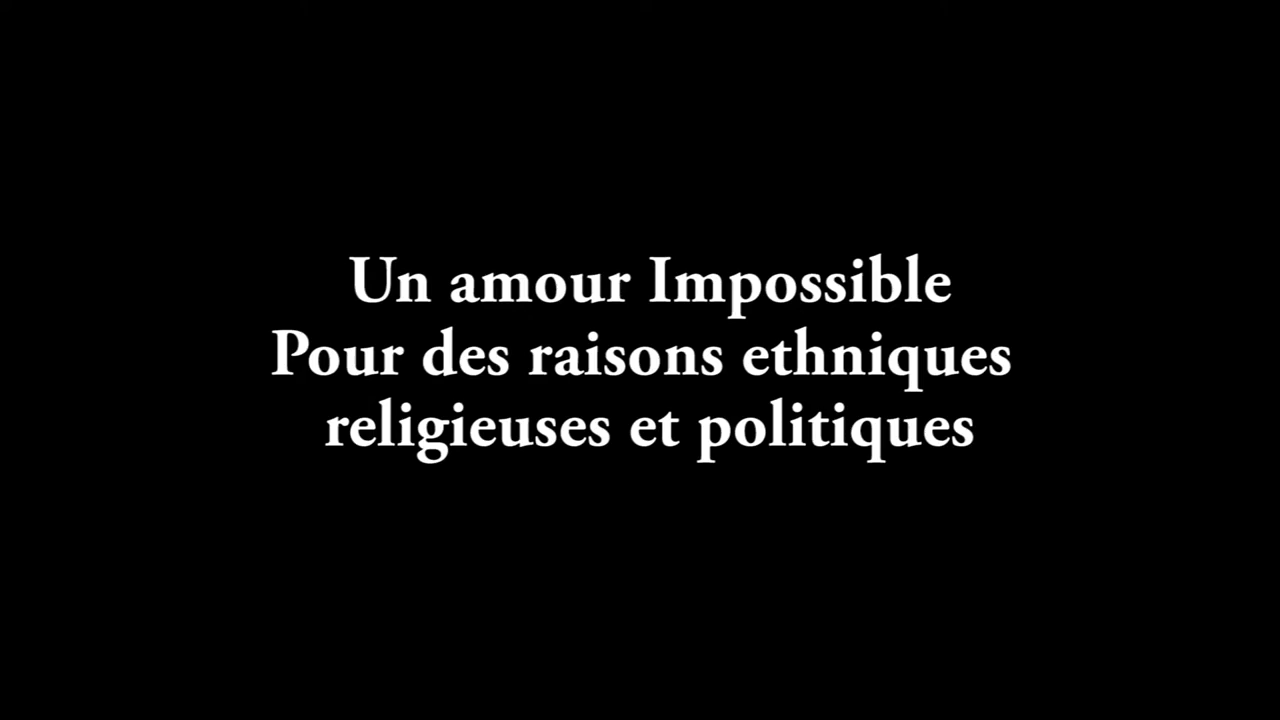 Un amour Impossible
Pour des raisons ethniques
religieuses et politiques